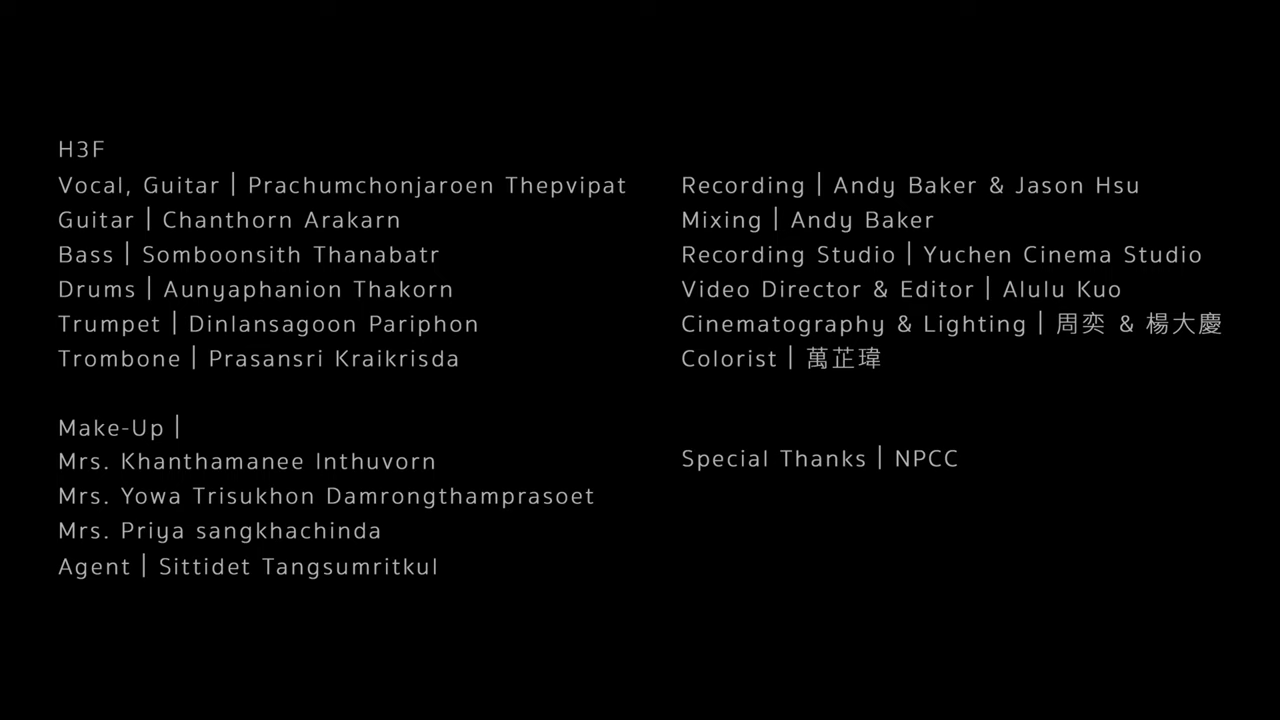 H3F
Vocal, Guitar | Prachumchonjaroen Thepvipat
Guitar | Chanthorn Arakarn
Bass | Somboonsith Thanabatr
Drums | Aunyaphanion Thakorn
Trumpet | Dinlansagoon Pariphon
Trombone | Prasansri Kraikrisda
Make-Up |
Mrs. Khanthamanee Inthuvorn
Mrs. Yowa Trisukhon Damrongthamprasoet
Mrs. Priya sangkhachinda
Agent | Sittidet Tangsumritkul
Recording | Andy Baker & Jason Hsu
Mixing | Andy Baker
Recording Studio | Yuchen Cinema Studio
Video Director & Editor | Alulu Kuo
Cinematography & Lighting | 周奕 & 楊大慶
Colorist | 萬芷瑋
Special Thanks | NPCC